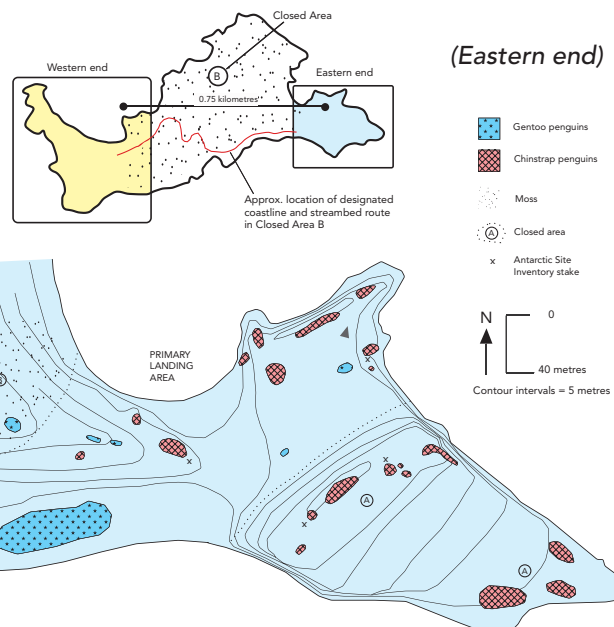 Closed Area
(Eastern end)
Western end
Eastern end
B
0.75 kilometres
Approx. location of designated
coastline and streambed route
in Closed Area B
Gentoo penguins
Chinstrap penguins
Moss
A Closed area
x Antarctic Site
Inventory stake
N
0
40 metres
Contour intervals = 5 metres
PRIMARY
LANDING
AREA
x
B
x
x
x
A
A